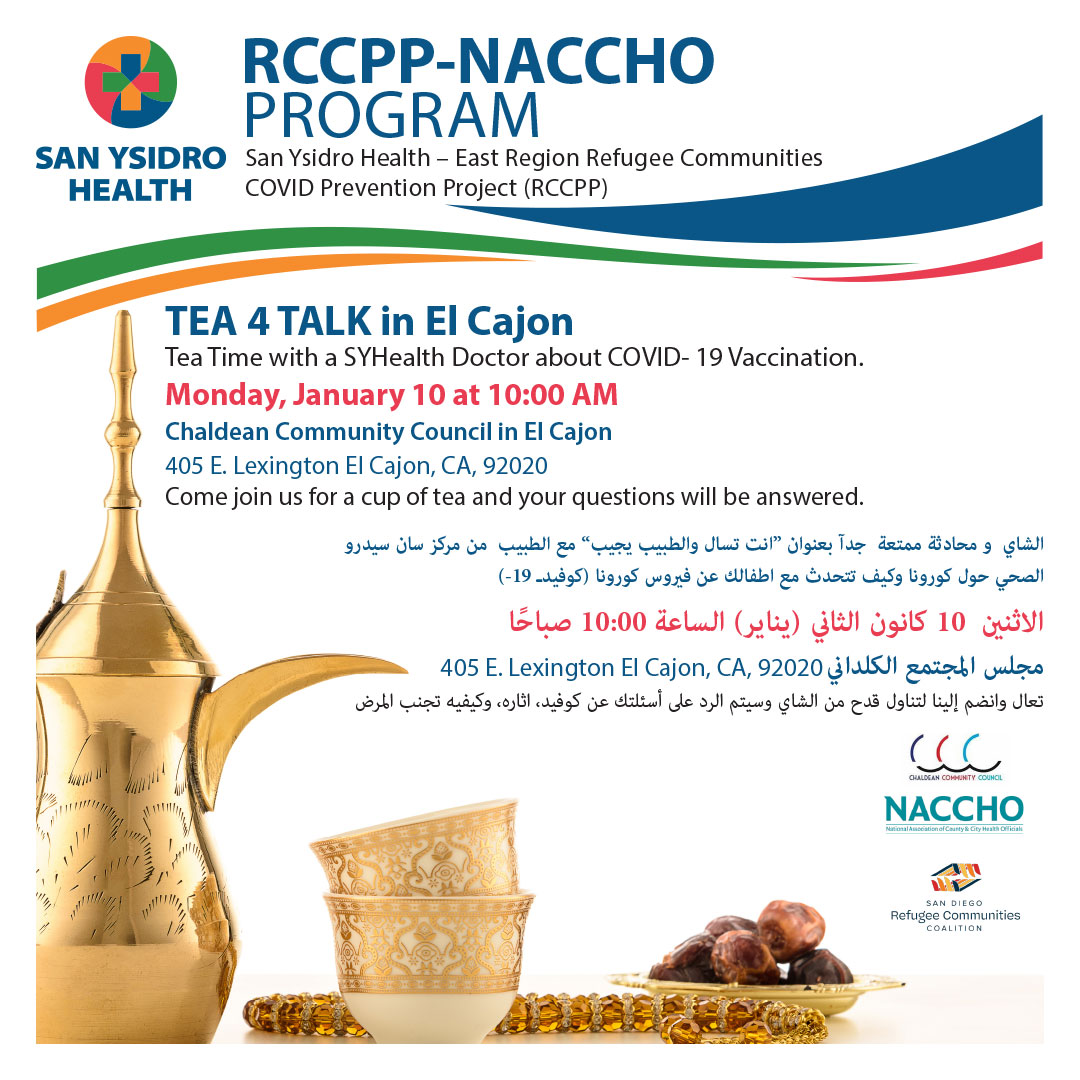 SAN YSIDRO
HEALTH
RCCPP-NACCHO
PROGRAM
San Ysidro Health – East Region Refugee Communities
COVID Prevention Project (RCCPP)
TEA 4 TALK in El Cajon
Tea Time with a SYHealth Doctor about COVID- 19 Vaccination.
Monday, January 10 at 10:00 AM
Chaldean Community Council in El Cajon
405 E. Lexington El Cajon, CA, 92020
Come join us for a cup of tea and your questions will be answered.
الشاي و محادثة ممتعة جدآ بعنوان ”انت تسال والطبيب يجيب“ مع الطبيب من مركز سان سيدرو
الصحي حول كورونا وكيف تتحدث مع اطفالك عن فيروس كورونا (كوفيدـ 19-)
الاثنين 10 كانون الثاني (يناير) الساعة 10:00 صباحًا
مجلس المجتمع الكلداني 405 E. Lexington El Cajon, CA, 92020
تعال وانضم إلينا لتناول قدح من الشاي وسيتم الرد على أسئلتك عن كوفيد، اثاره، وكيفيه تجنب المرض
CCC
CHALDEAN COMMUNITY COUNCIL
NACCHO
National Association of County & City Health Officials
SAN DIEGO
Refugee Communities
COALITION